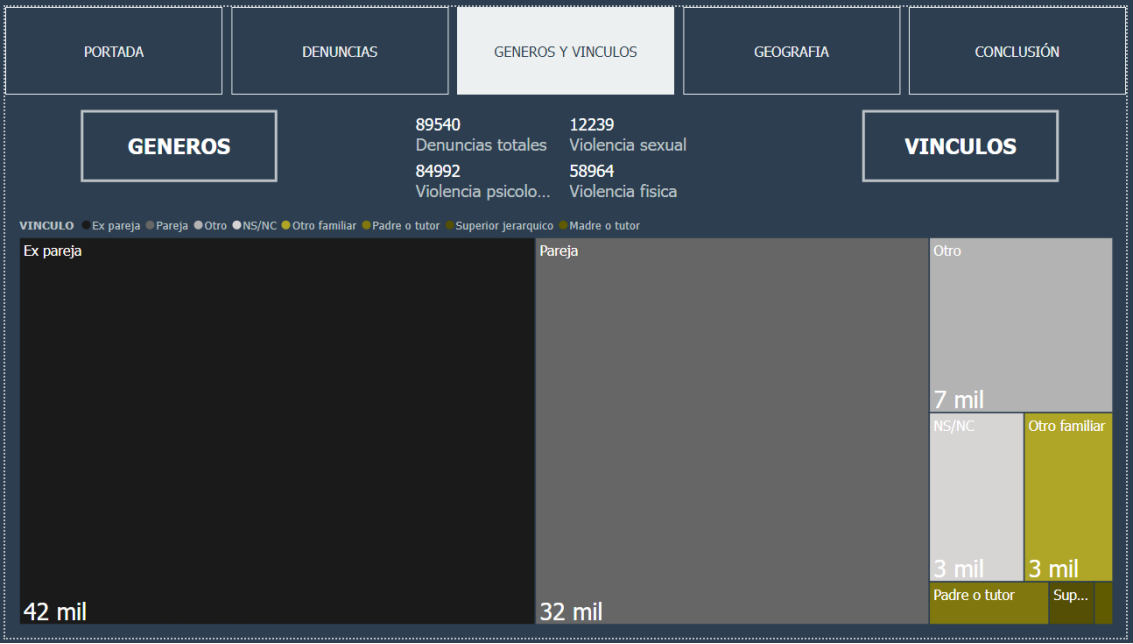 PORTADA
DENUNCIAS
GENEROS Y VINCULOS
GEOGRAFIA
CONCLUSIÓN
GENEROS
89540
Denuncias totales
12239
Violencia sexual
84992
Violencia psicolo...
58964
Violencia fisica
VINCULOS
VINCULO Ex pareja Pareja Otro NS/NC Otro familiar Padre o tutor Superior jerarquico Madre o tutor
Ex pareja
42 mil
Pareja
32 mil
Otro
7 mil
NS/NC
3 mil
Otro familiar
3 mil
Padre o tutor
Sup...